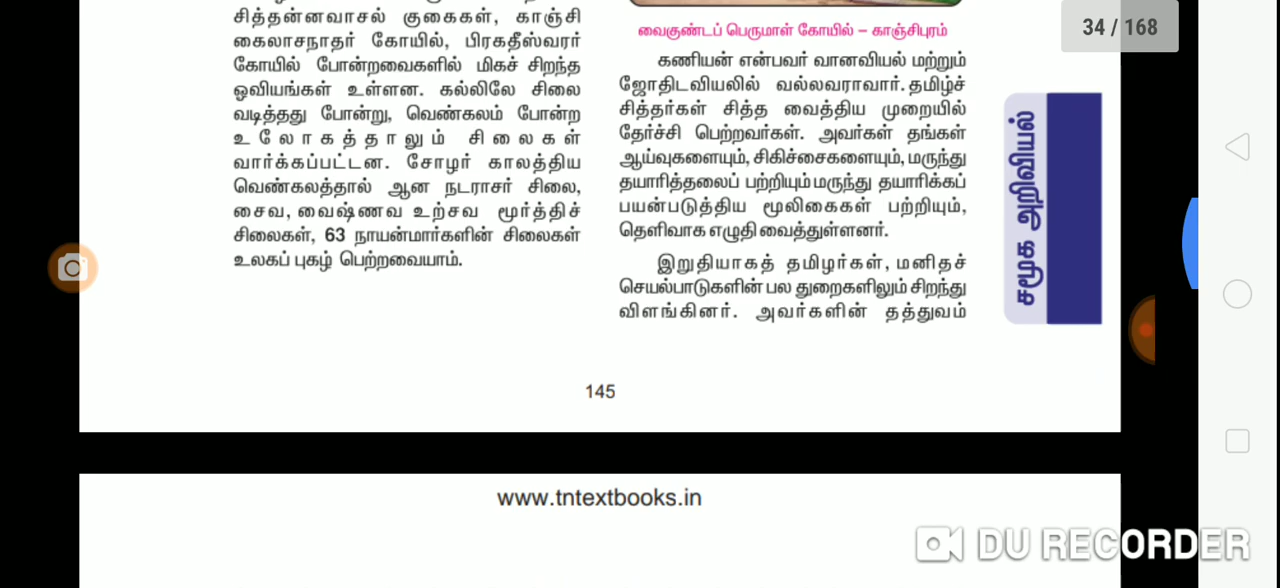 சித்தன்னவாசல் குகைகள், காஞ்சி
கைலாசநாதர் கோயில், பிரகதீஸ்வரர்
கோயில் போன்றவைகளில் மிகச் சிறந்த
ஓவியங்கள் உள்ளன. கல்லிலே சிலை
வடித்தது போன்று, வெண்கலம் போன்ற
உலோகத்தாலும் சிலைகள்
வார்க்கப்பட்டன. சோழர் காலத்திய
வெண்கலத்தால் ஆன நடராசர் சிலை,
சைவ, வைஷ்ணவ உற்சவ மூர்த்திச்
சிலைகள், 63 நாயன்மார்களின் சிலைகள்
உலகப் புகழ் பெற்றவையாம்.
வைகுண்டப் பெருமாள் கோயில் – காஞ்சிபுரம்
கணியன் என்பவர் வானவியல் மற்றும்
ஜோதிடவியலில் வல்லவராவார். தமிழ்ச்
சித்தர்கள் சித்த வைத்திய முறையில்
தேர்ச்சி பெற்றவர்கள். அவர்கள் தங்கள்
ஆய்வுகளையும், சிகிச்சைகளையும், மருந்து
தயாரித்தலைப் பற்றியும் மருந்து தயாரிக்கப்
பயன்படுத்திய மூலிகைகள் பற்றியும்,
தெளிவாக எழுதி வைத்துள்ளனர்.
இறுதியாகத் தமிழர்கள், மனிதச்
செயல்பாடுகளின் பல துறைகளிலும் சிறந்து
விளங்கினர். அவர்களின் தத்துவம்
34 / 168
சமூக அறிவியல்
145
www.tntextbooks.in
DU RECORDER